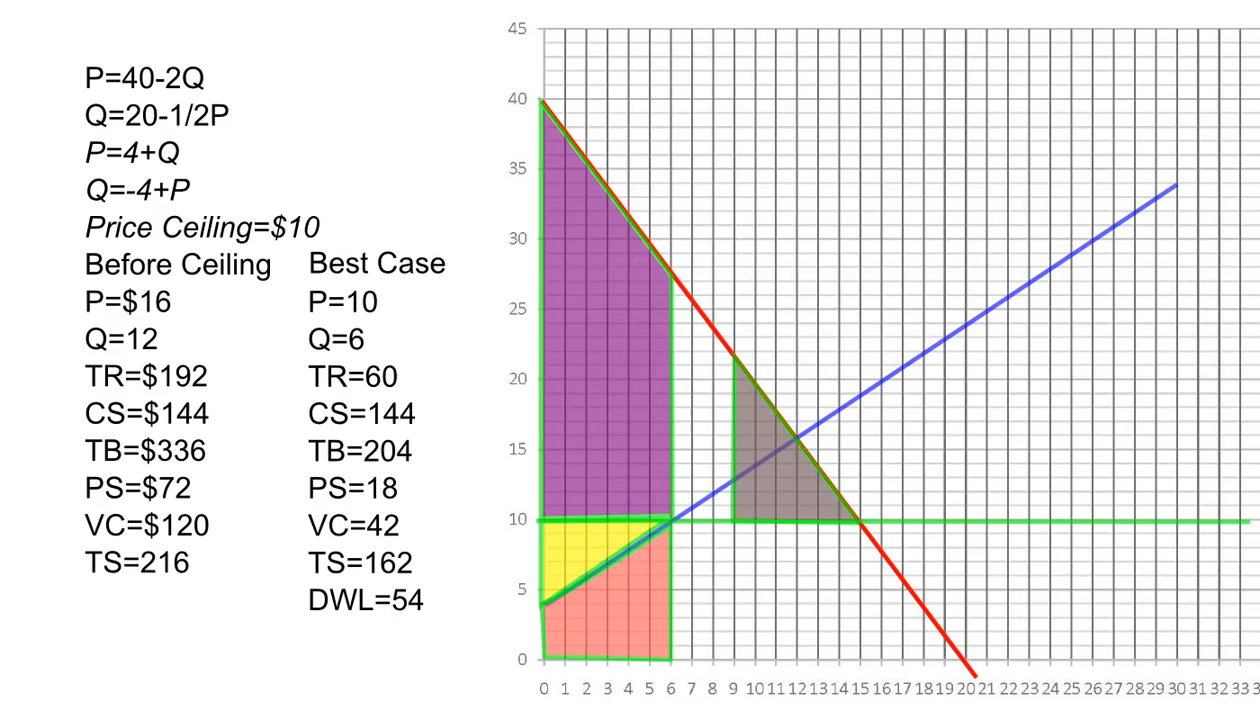 P=40-2Q
Q=20-1/2P
P=4+Q
Q=-4+P
Price Ceiling=$10
Before Ceiling
P=$16
Q=12
TR=$192
CS=$144
TB=$336
PS=$72
VC=$120
TS=216
Best Case
P=10
Q=6
TR=60
CS=144
TB=204
PS=18
VC=42
TS=162
DWL=54
45
40
35
30
25
20
15
10
5
0
0 1 2 3 4 5 6 7 8 9 10 11 12 13 14 15 16 17 18 19 20 21 22 23 24 25 26 27 28 29 30 31 32 33